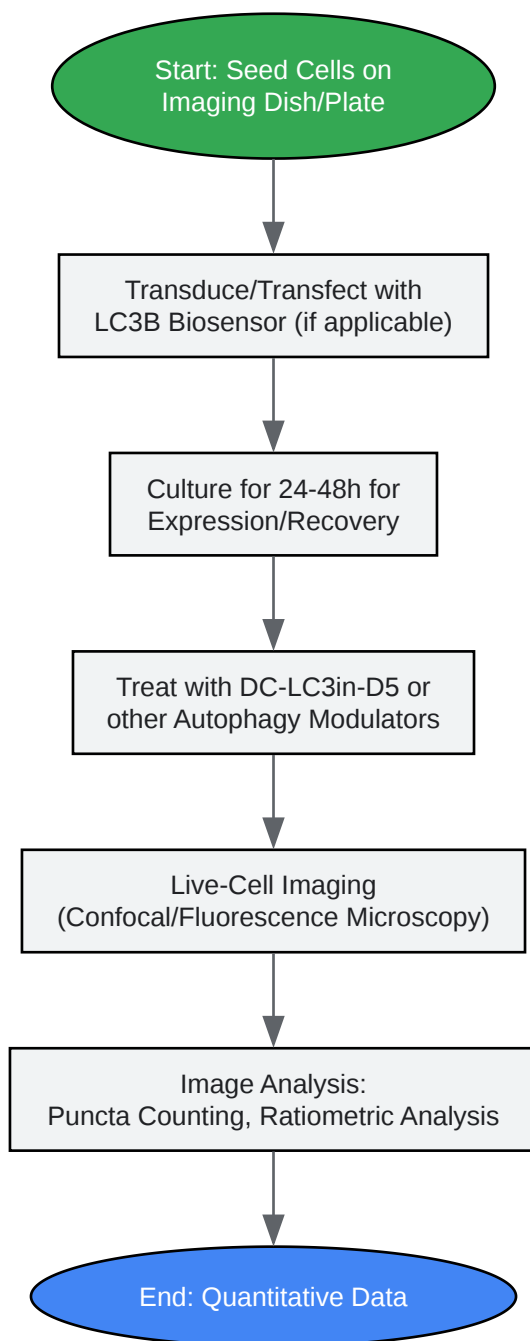 Start: Seed Cells on
Imaging Dish/Plate
Transduce/Transfect with
LC3B Biosensor (if applicable)
Culture for 24-48h for
Expression/Recovery
Treat with DC-LC3in-D5 or
other Autophagy Modulators
Live-Cell Imaging
(Confocal/Fluorescence Microscopy)
Image Analysis:
Puncta Counting, Ratiometric Analysis
End: Quantitative Data